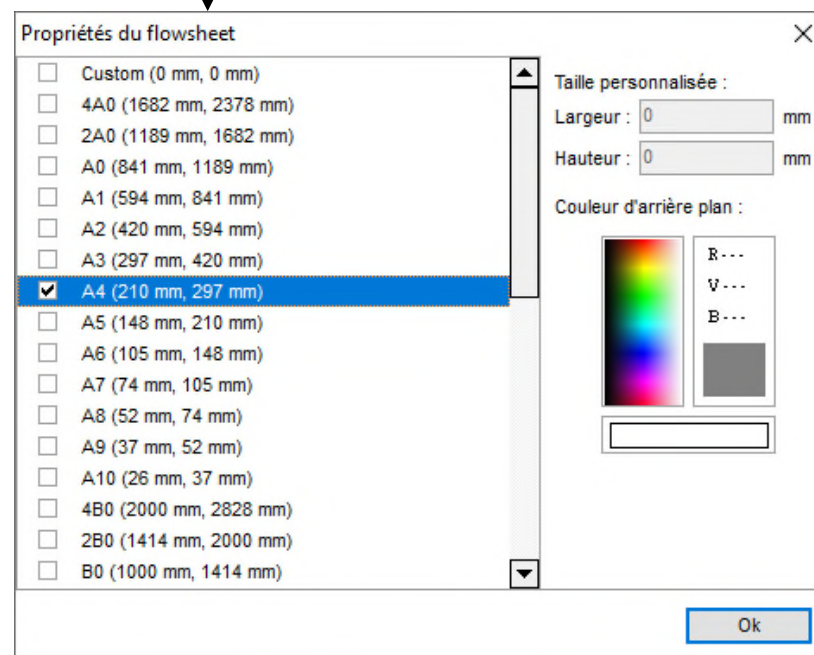 Propriétés du flowsheet
Custom (0 mm, 0 mm)
4A0 (1682 mm, 2378 mm)
2A0 (1189 mm, 1682 mm)
A0 (841 mm, 1189 mm)
A1 (594 mm, 841 mm)
A2 (420 mm, 594 mm)
A3 (297 mm, 420 mm)
A4 (210 mm, 297 mm)
A5 (148 mm, 210 mm)
A6 (105 mm, 148 mm)
A7 (74 mm, 105 mm)
A8 (52 mm, 74 mm)
A9 (37 mm, 52 mm)
A10 (26 mm, 37 mm)
4B0 (2000 mm, 2828 mm)
2B0 (1414 mm, 2000 mm)
B0 (1000 mm, 1414 mm)
Taille personnalisée :
Largeur : 0 mm
Hauteur : 0 mm
Couleur d'arrière plan :
R---
V---
B---
Ok